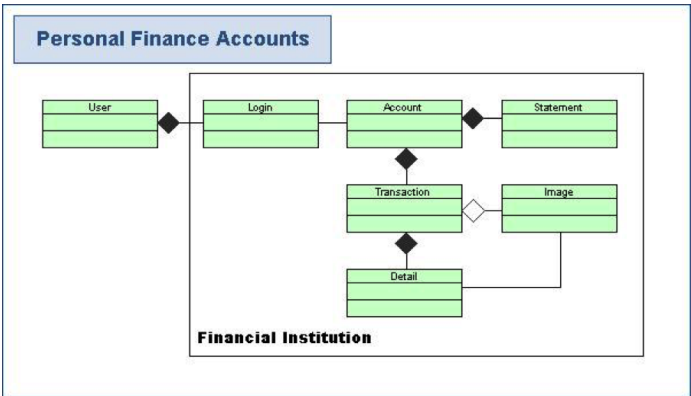 Personal Finance Accounts
User
Login
Account
Statement
Transaction
Image
Detail
Financial Institution